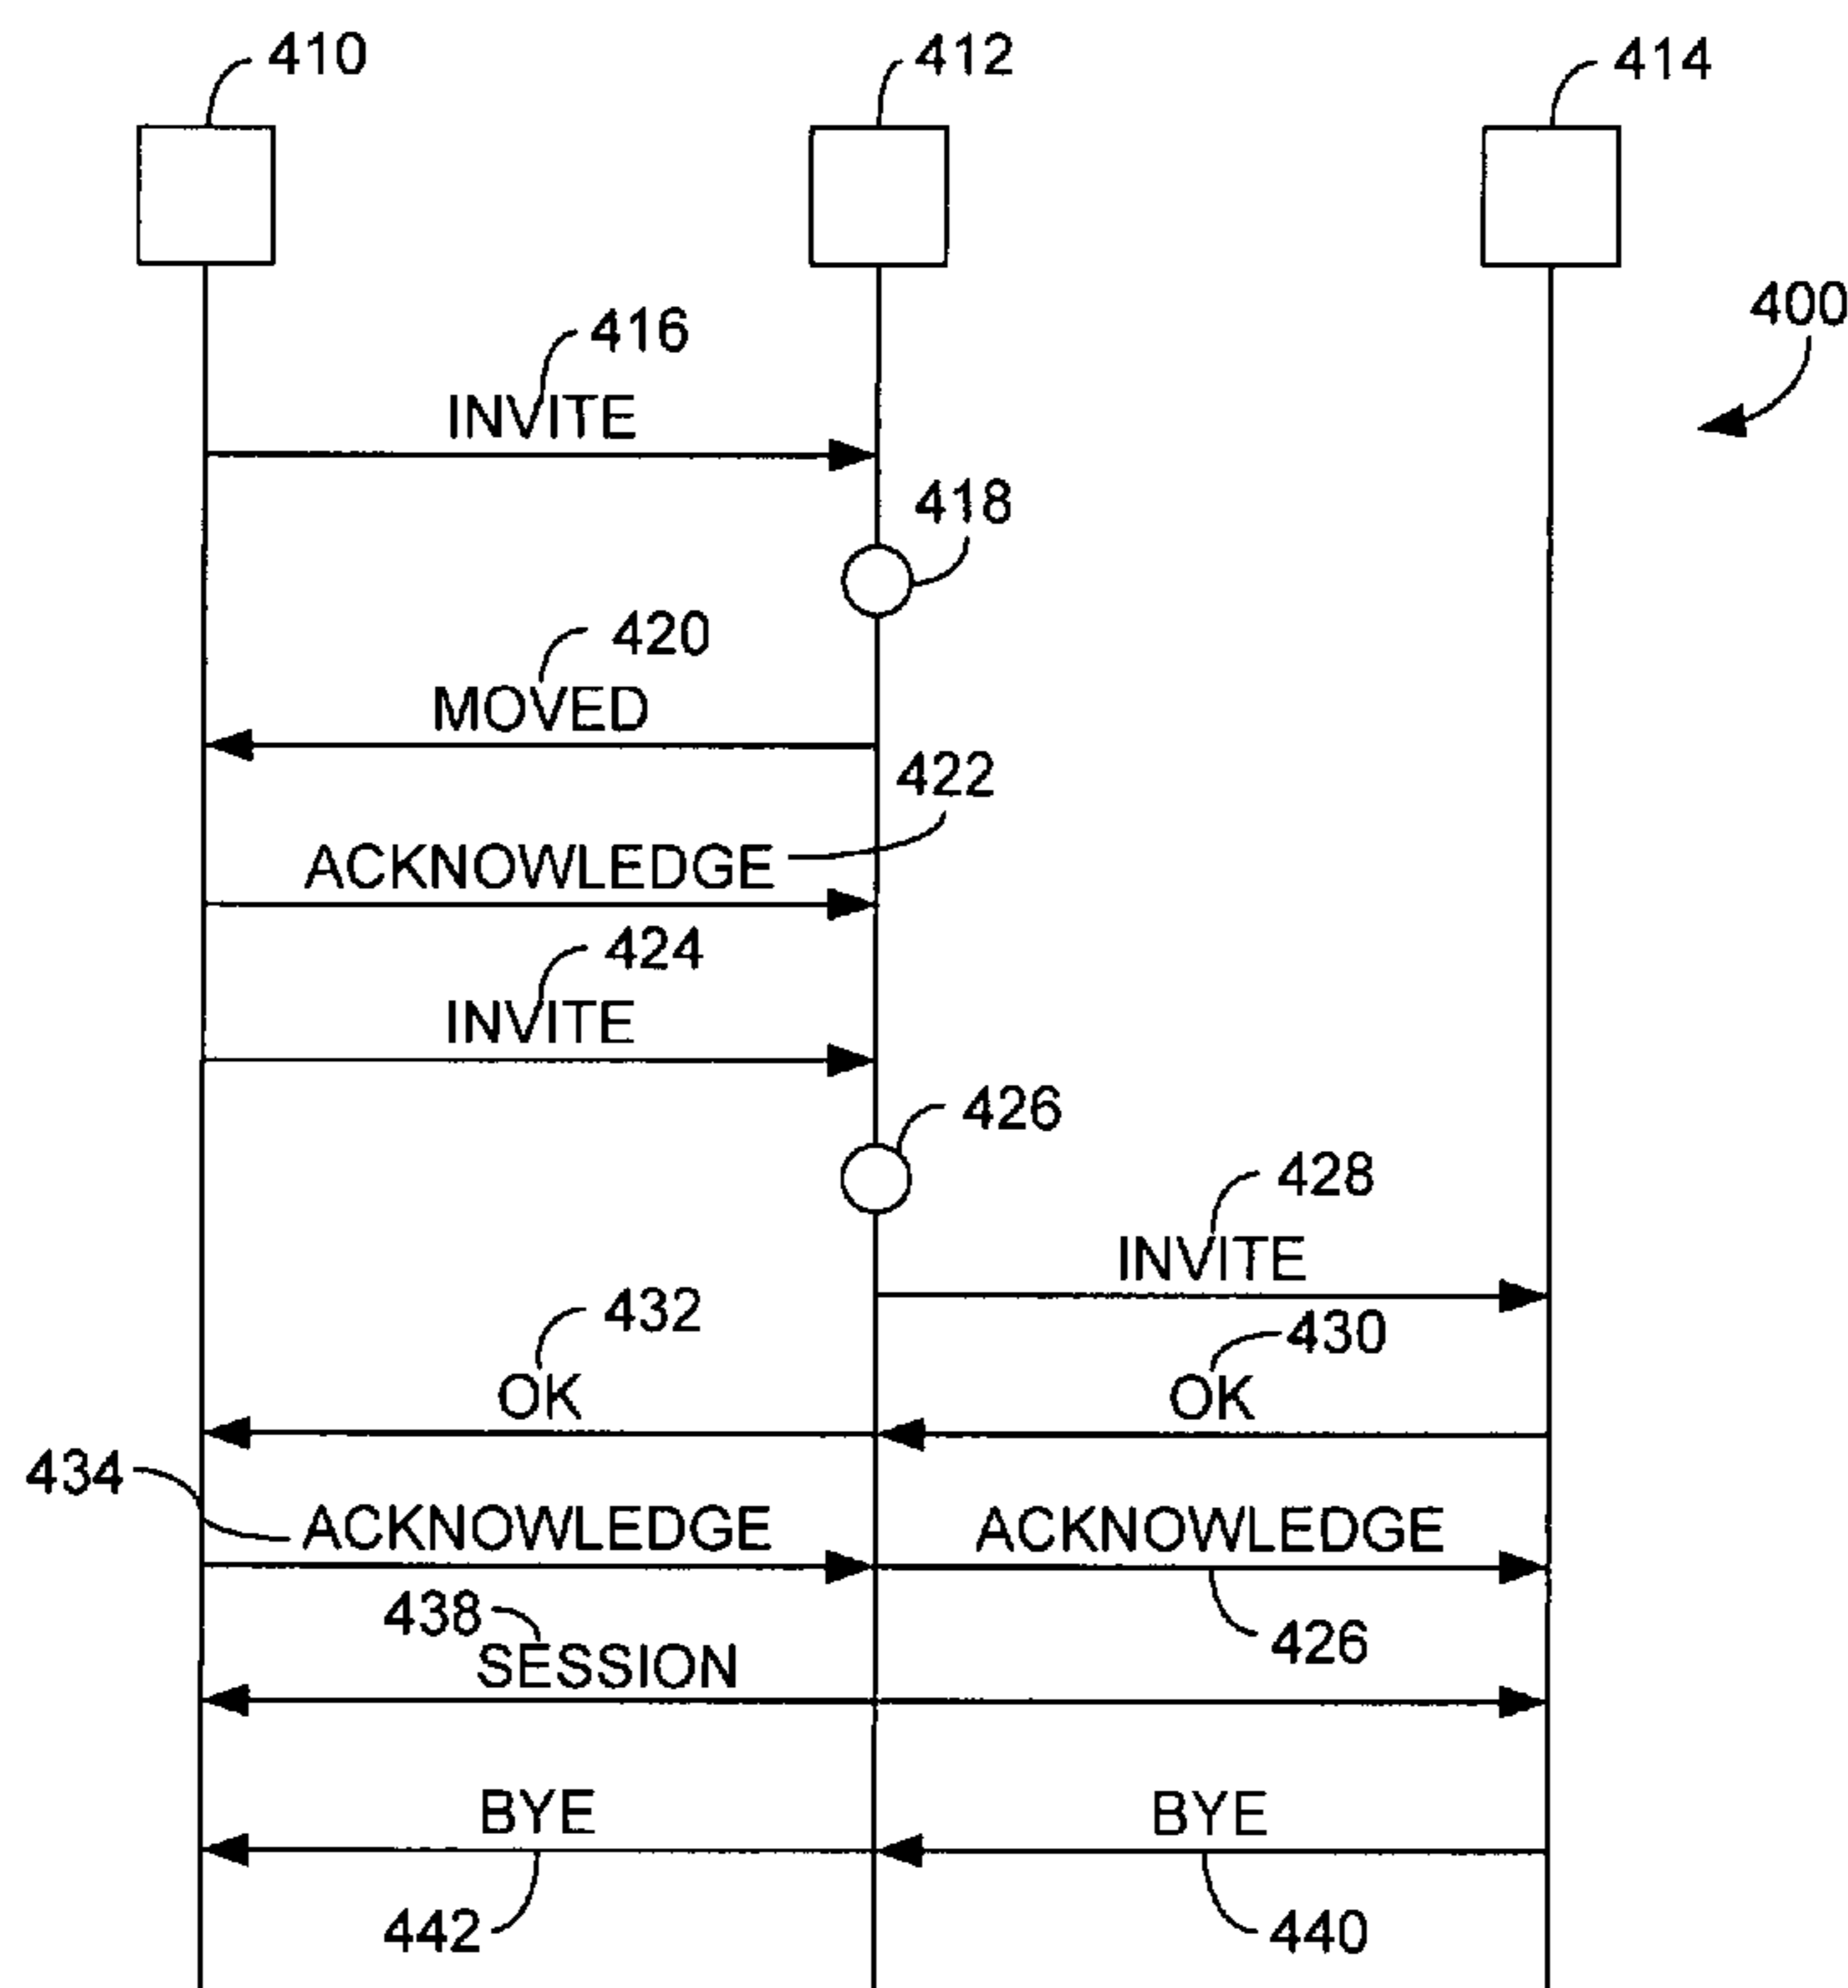 410
412
414
400
416
INVITE
418
420
MOVED
422
ACKNOWLEDGE
424
INVITE
426
428
INVITE
432
430
OK
OK
434
ACKNOWLEDGE
ACKNOWLEDGE
438
426
SESSION
BYE
BYE
442
440